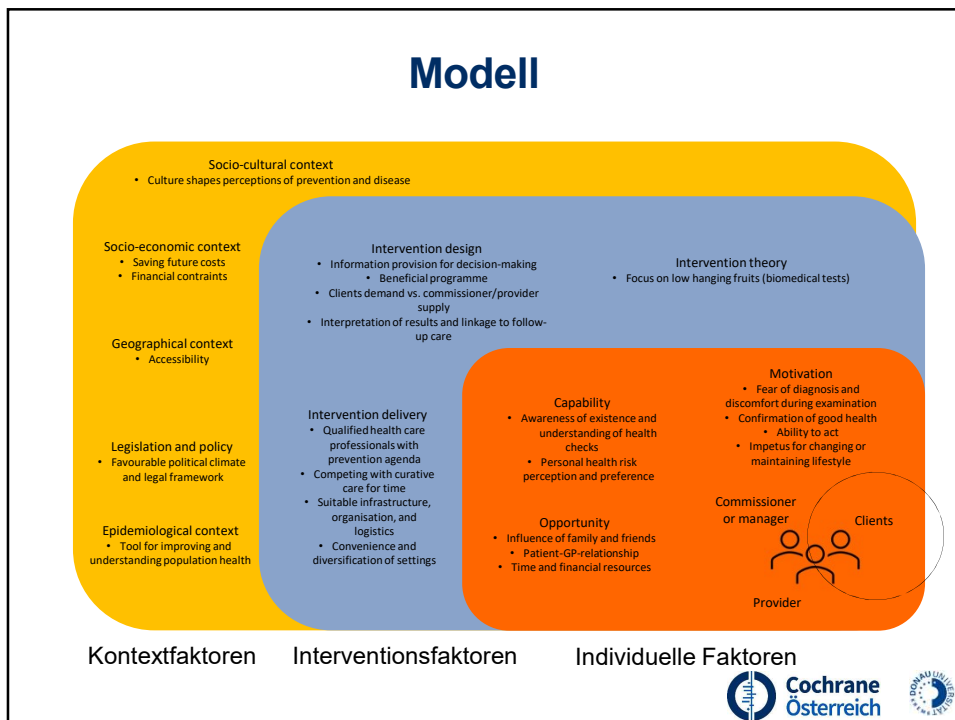 Modell
Socio-cultural context
• Culture shapes perceptions of prevention and disease
Socio-economic context
• Saving future costs
• Financial contraints
Geographical context
• Accessibility
Legislation and policy
• Favourable political climate
and legal framework
Epidemiological context
• Tool for improving and
understanding population health
Intervention design
• Information provision for decision-making
• Beneficial programme
• Clients demand vs. commissioner/provider
supply
• Interpretation of results and linkage to follow-
up care
Intervention theory
• Focus on low hanging fruits (biomedical tests)
Intervention delivery
• Qualified health care
professionals with
prevention agenda
• Competing with curative
care for time
• Suitable infrastructure,
organisation, and
logistics
• Convenience and
diversification of settings
Capability
• Awareness of existence and
understanding of health
checks
• Personal health risk
perception and preference
Opportunity
• Influence of family and friends
• Patient-GP-relationship
• Time and financial resources
Motivation
• Fear of diagnosis and
discomfort during examination
• Confirmation of good health
• Ability to act
• Impetus for changing or
maintaining lifestyle
Commissioner
or manager
Clients
Provider
Kontextfaktoren
Interventionsfaktoren
Individuelle Faktoren
Cochrane
Österreich